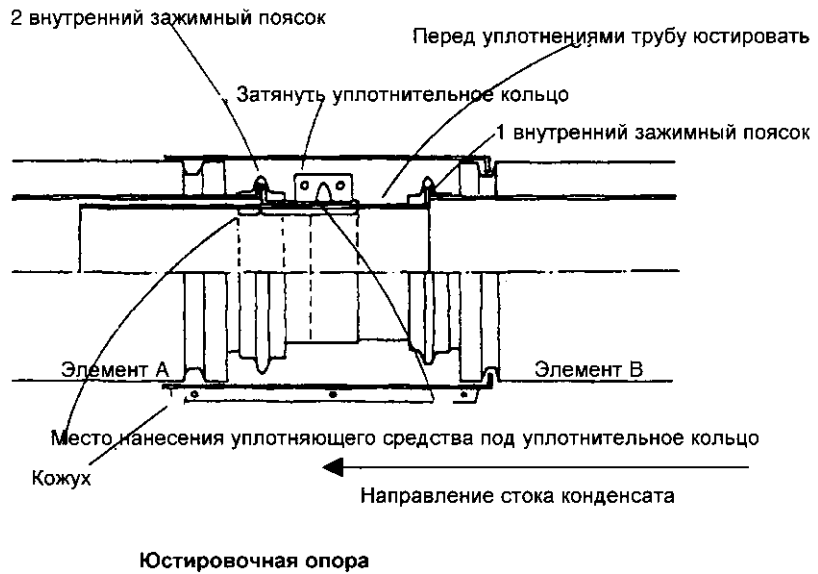 2 внутренний зажимный поясок
Перед уплотнениями трубу юстировать
Затянуть уплотнительное кольцо
1 внутренний зажимный поясок
Элемент А
Элемент В
Место нанесения уплотняющего средства под уплотнительное кольцо
Кожух
Направление стока конденсата
Юстировочная опора